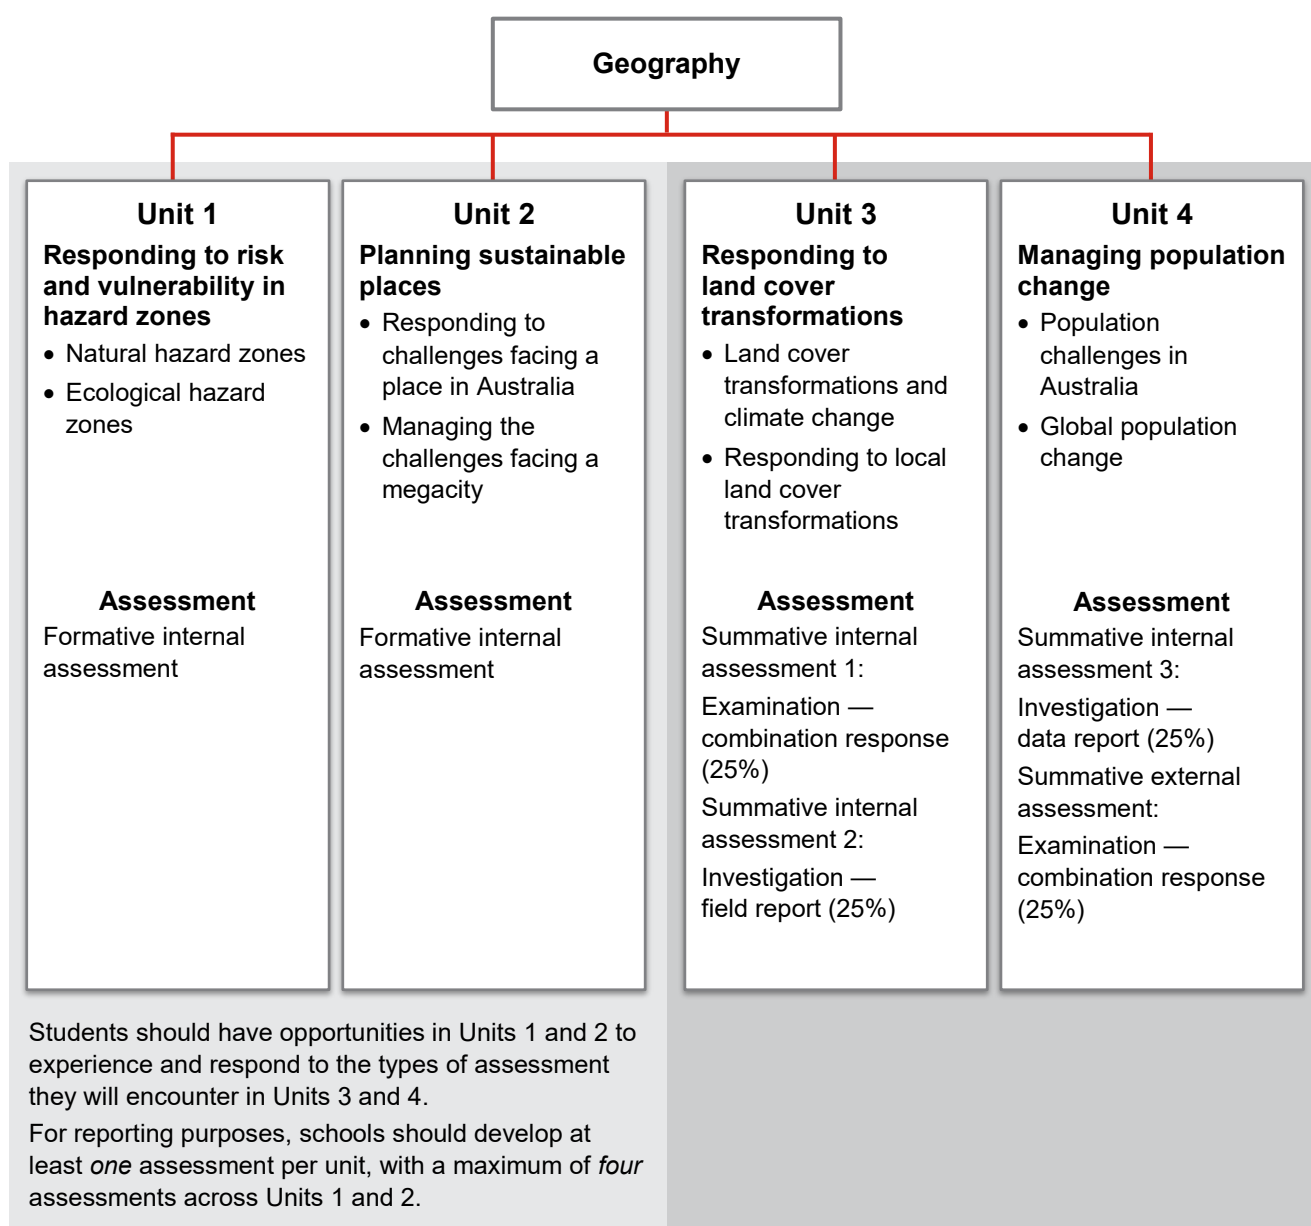 Geography
Unit 1
Responding to risk
and vulnerability in
hazard zones
• Natural hazard zones
• Ecological hazard
zones
Assessment
Formative internal
assessment
Unit 2
Planning sustainable
places
• Responding to
challenges facing a
place in Australia
• Managing the
challenges facing a
megacity
Assessment
Formative internal
assessment
Unit 3
Responding to
land cover
transformations
• Land cover
transformations and
climate change
• Responding to local
land cover
transformations
Assessment
Summative internal
assessment 1:
Examination —
combination response
(25%)
Summative internal
assessment 2:
Investigation —
field report (25%)
Unit 4
Managing population
change
• Population
challenges in
Australia
• Global population
change
Assessment
Summative internal
assessment 3:
Investigation —
data report (25%)
Summative external
assessment:
Examination —
combination response
(25%)
Students should have opportunities in Units 1 and 2 to
experience and respond to the types of assessment
they will encounter in Units 3 and 4.
For reporting purposes, schools should develop at
least one assessment per unit, with a maximum of four
assessments across Units 1 and 2.